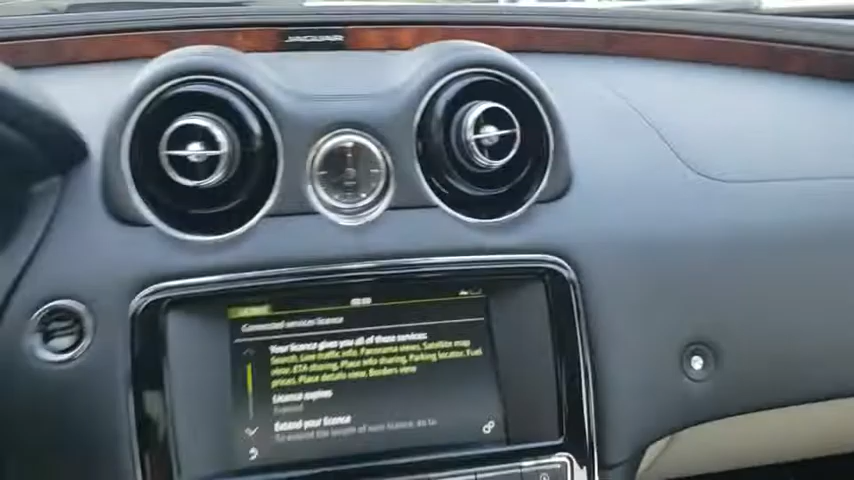 JAGUAR
Connected services licence
Your licence gives you all of these services:
Search, Live traffic info, Panorama views, Satellite map
view, ETA sharing, Place info sharing, Parking locator, Fuel
pricing, Place details view, Borders view
Licence expires
Extend your licence